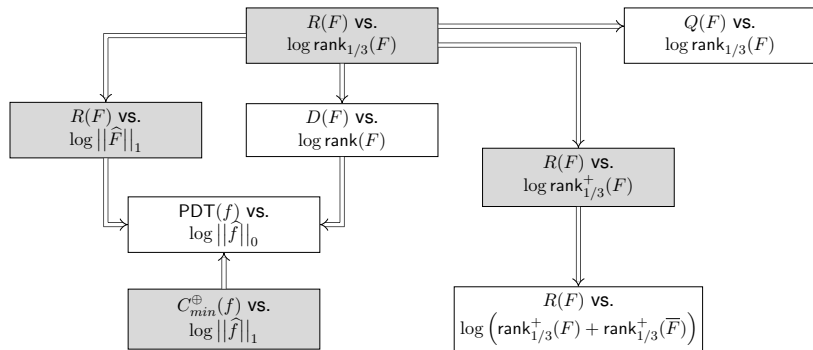 R(F) vs.
log rank_{1/3}(F)
Q(F) vs.
log rank_{1/3}(F)
R(F) vs.
log ||\widehat{F}||_1
D(F) vs.
log rank(F)
R(F) vs.
log rank^+_{1/3}(F)
PDT(f) vs.
log ||\widehat{f}||_0
C^⊕_{min}(f) vs.
log ||\widehat{f}||_1
R(F) vs.
log (rank^+_{1/3}(F) + rank^+_{1/3}(\overline{F}))